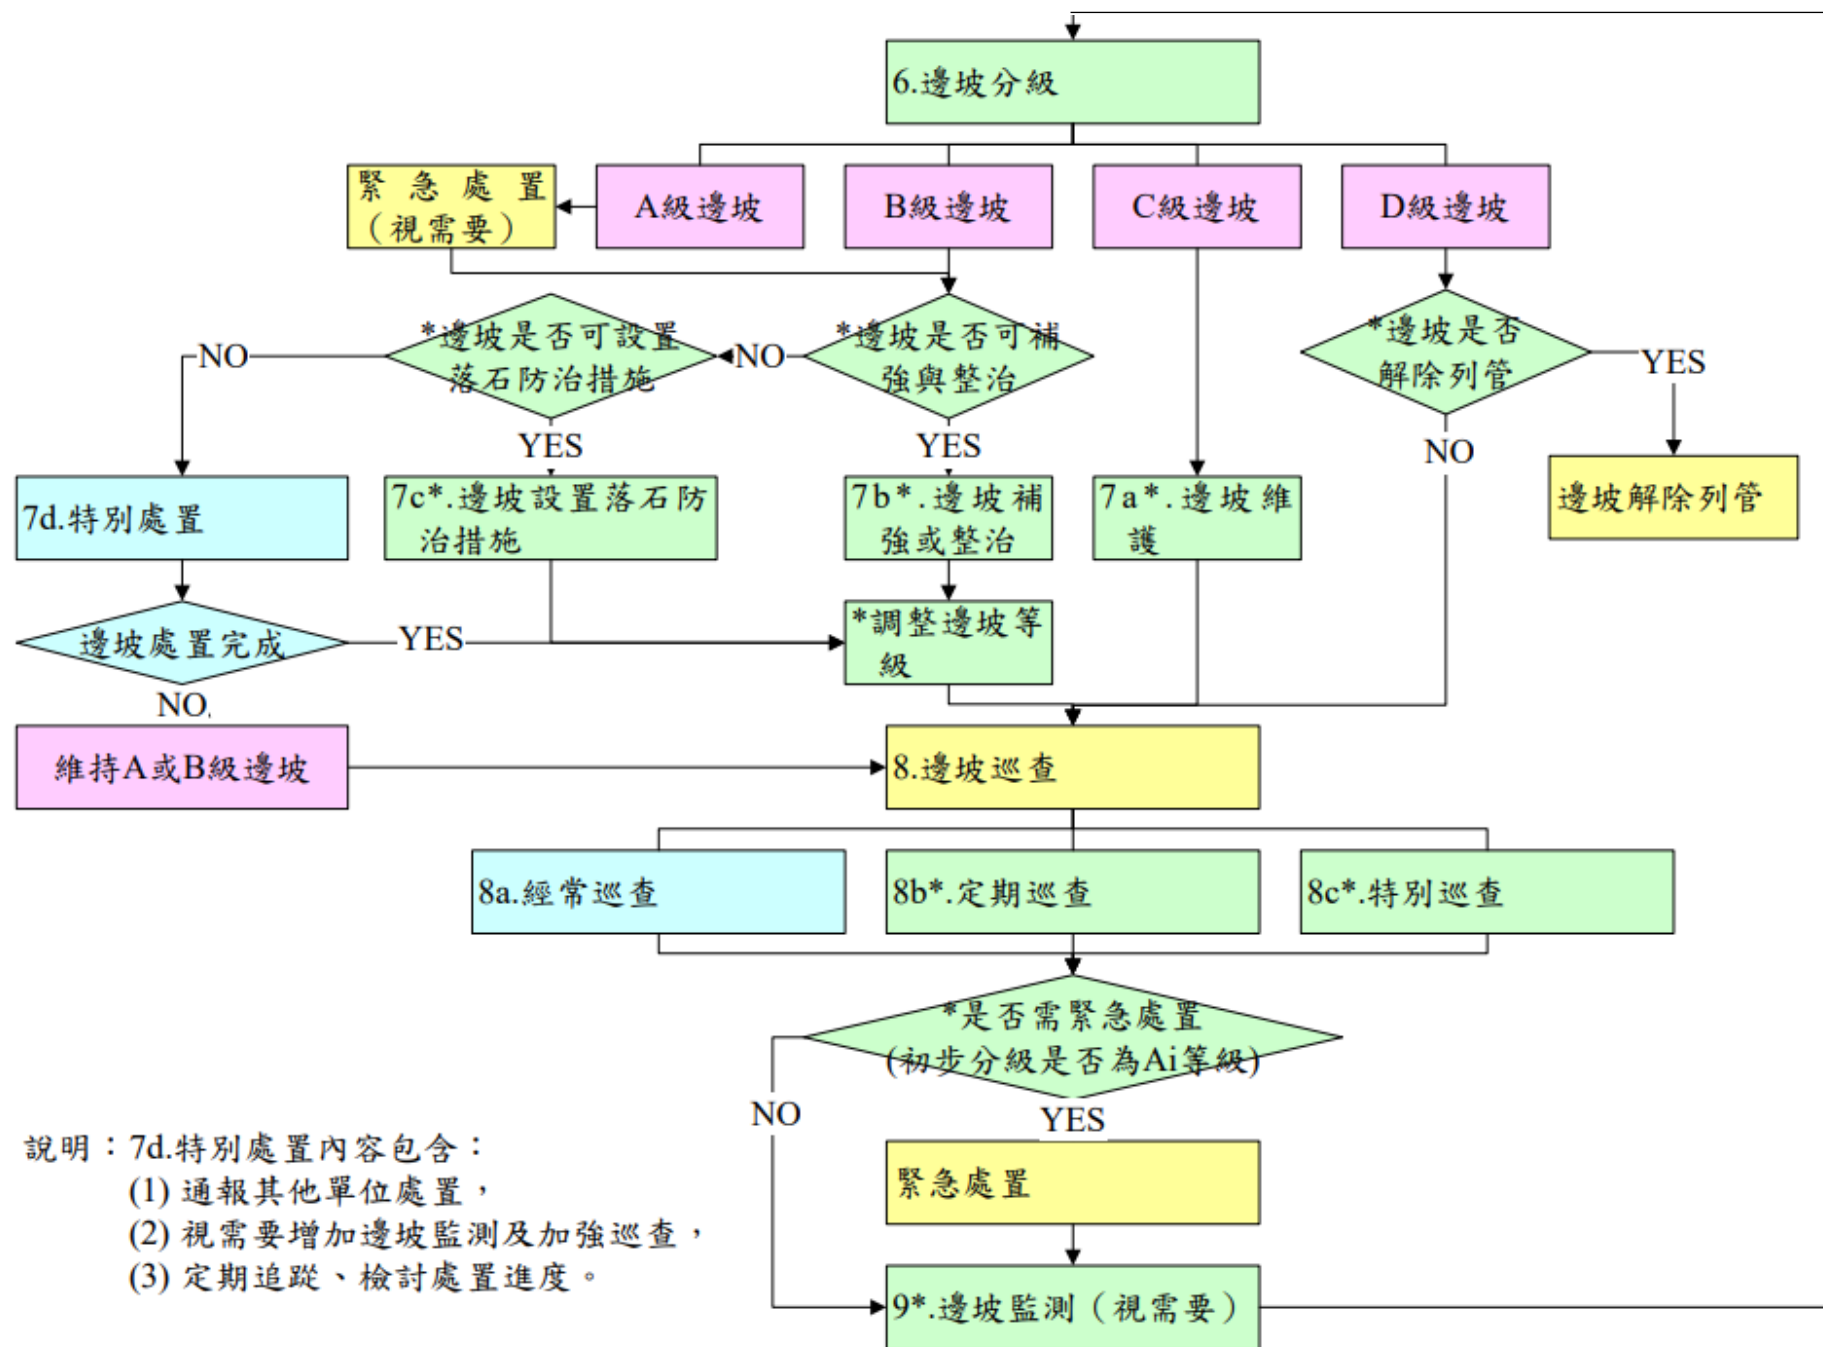 6.邊坡分級
緊急處置
（視需要）
A級邊坡
B級邊坡
C級邊坡
D級邊坡
*邊坡是否可設置
落石防治措施
*邊坡是否可補
強與整治
*邊坡是否
解除列管
NO
NO
YES
YES
YES
NO
7d.特別處置
7c*.邊坡設置落石防
治措施
7b*.邊坡補
強或整治
7a*.邊坡維
護
邊坡解除列管
邊坡處置完成
YES
*調整邊坡等
級
NO
維持A或B級邊坡
8.邊坡巡查
8a.經常巡查
8b*.定期巡查
8c*.特別巡查
*是否需緊急處置
(初步分級是否為Ai等級)
NO
YES
緊急處置
9*.邊坡監測（視需要）
說明：7d.特別處置內容包含：
(1) 通報其他單位處置，
(2) 視需要增加邊坡監測及加強巡查，
(3) 定期追蹤、檢討處置進度。